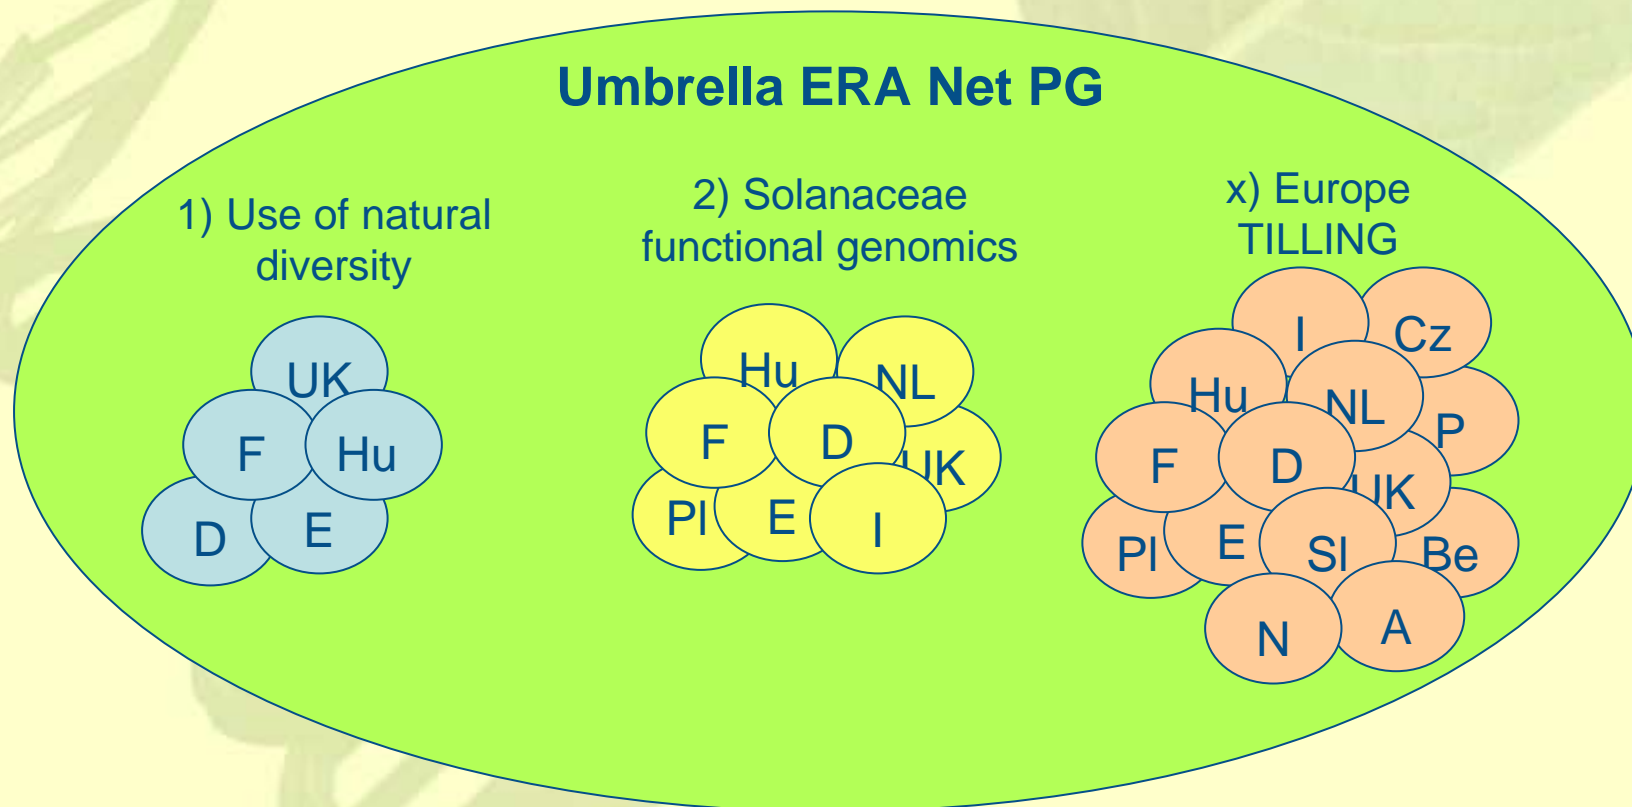 Umbrella ERA Net PG
1) Use of natural
diversity
UK
F
Hu
D
E
2) Solanaceae
functional genomics
Hu
NL
F
D
UK
Pl
E
I
x) Europe
TILLING
I
Cz
Hu
NL
P
F
D
UK
Pl
E
Sl
Be
N
A